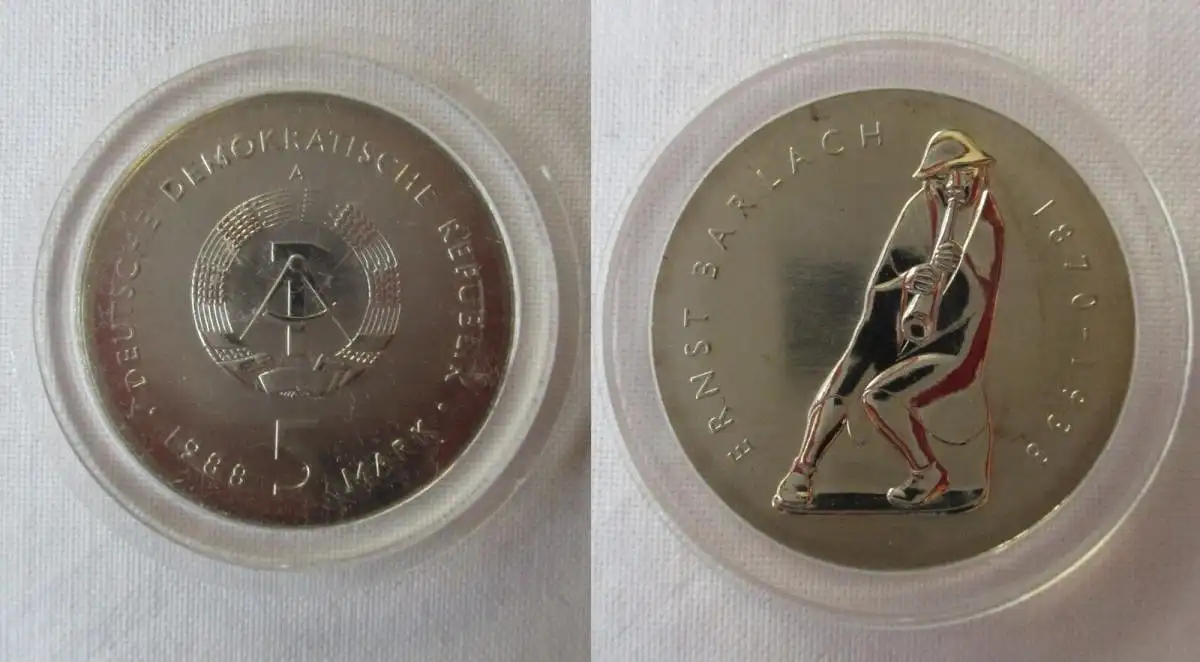 DEUTSCHE DEMOKRATISCHE REPUBLIK
A
1988
5
MARK
ERNST BARLACH
1870-1938